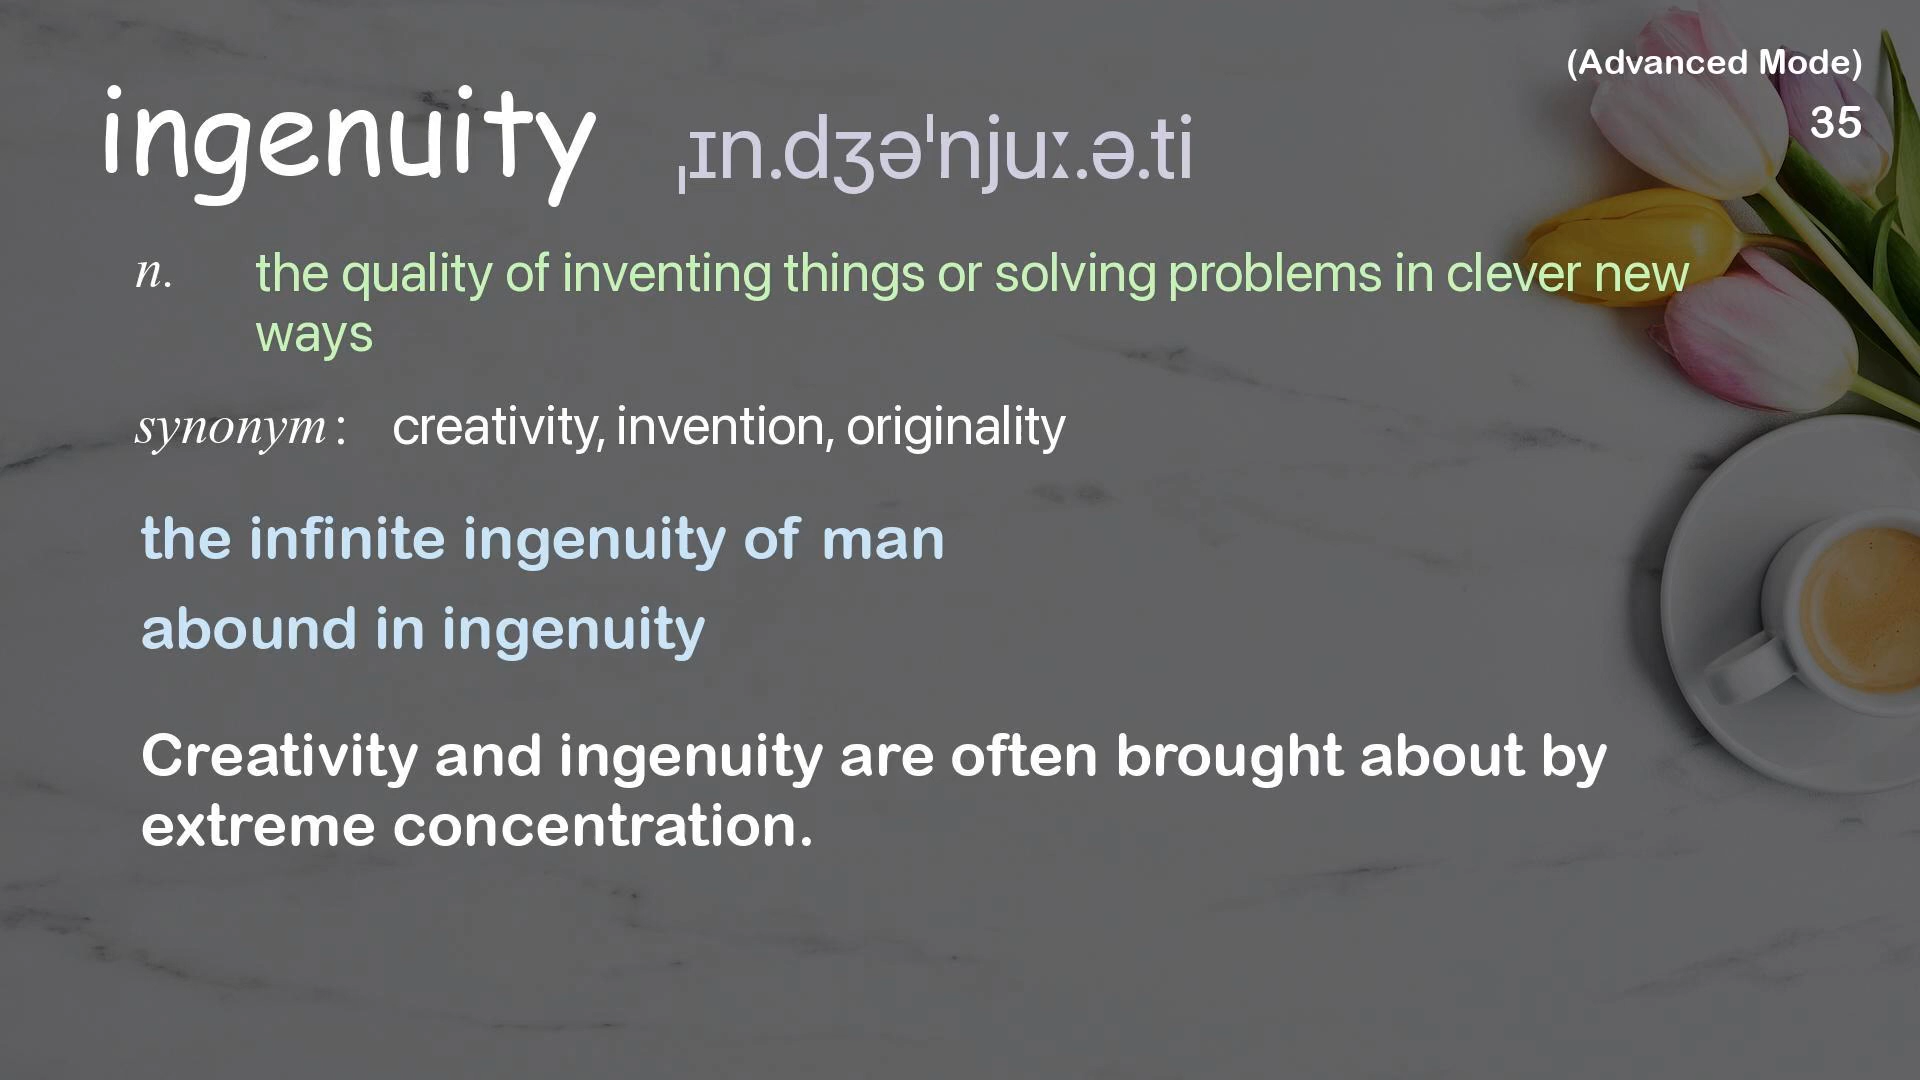 (Advanced Mode)
35
ingenuity ˌɪn.dʒəˈnjuː.ə.ti
n. the quality of inventing things or solving problems in clever new
ways
synonym: creativity, invention, originality
the infinite ingenuity of man
abound in ingenuity
Creativity and ingenuity are often brought about by
extreme concentration.